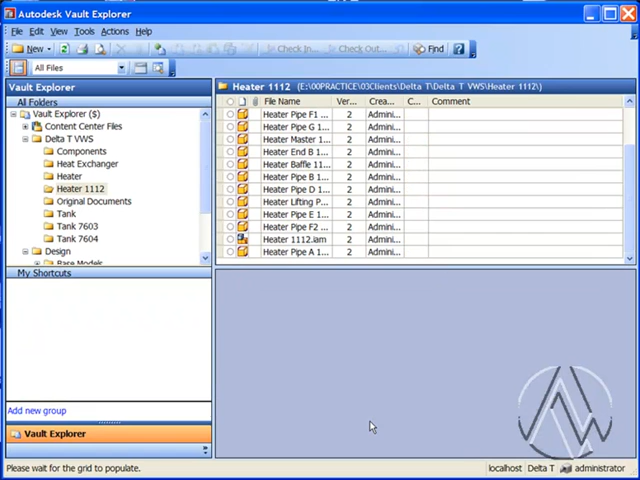 Autodesk Vault Explorer
File Edit View Tools Actions Help
New Check In... Check Out... Find
All Files
Vault Explorer
All Folders
Vault Explorer ($)
Content Center Files
Delta T VWS
Components
Heat Exchanger
Heater
Heater 1112
Original Documents
Tank
Tank 7603
Tank 7604
Design
Base Models
My Shortcuts
Add new group
Vault Explorer
Heater 1112 (E:\00PRACTICE\03Clients\Delta T\Delta T VWS\Heater 1112\)
File Name Ver... Crea... C... Comment
Heater Pipe F1 ... 2 Admini...
Heater Pipe G 1... 2 Admini...
Heater Master 1... 2 Admini...
Heater End B 1... 2 Admini...
Heater Baffle 11... 2 Admini...
Heater Pipe B 1... 2 Admini...
Heater Pipe D 1... 2 Admini...
Heater Lifting P... 2 Admini...
Heater Pipe E 1... 2 Admini...
Heater Pipe F2 ... 2 Admini...
Heater 1112.iam 2 Admini...
Heater Pipe A 1... 2 Admini...
Please wait for the grid to populate. localhost Delta T administrator